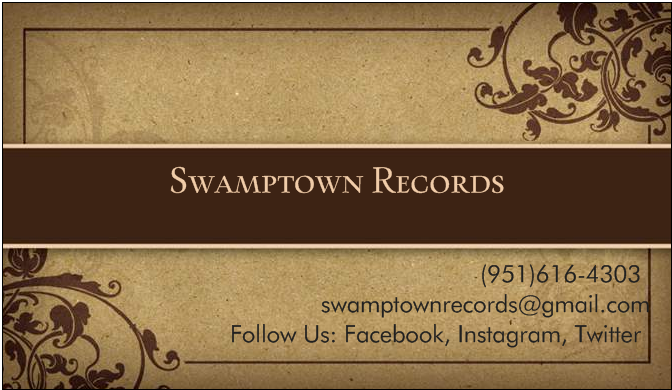 Swamptown Records
(951)616-4303
swamptownrecords@gmail.com
Follow Us: Facebook, Instagram, Twitter